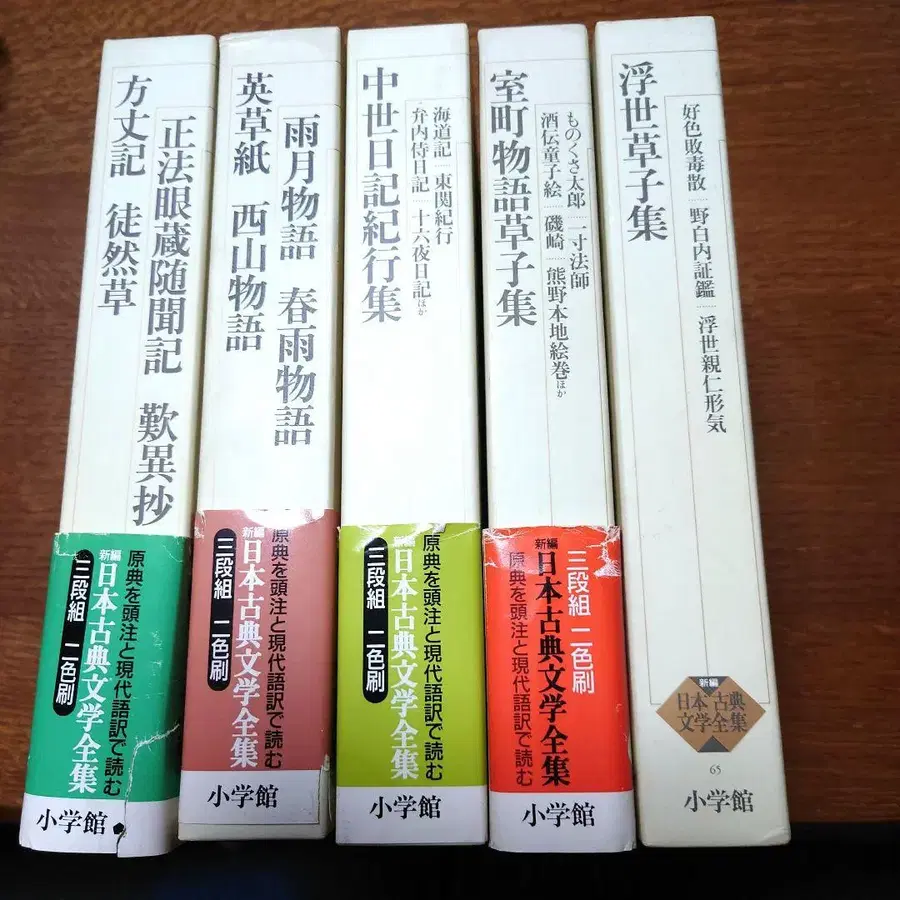 方丈記 徒然草
正法眼蔵随聞記 歎異抄
原典を頭注と現代語訳で読む
新編 日本古典文学全集
三段組 二色刷
小学館
英草紙 西山物語
雨月物語 春雨物語
原典を頭注と現代語訳で読む
新編 日本古典文学全集
三段組 二色刷
小学館
中世日記紀行集
海道記 東関紀行
弁内侍日記 十六夜日記ほか
原典を頭注と現代語訳で読む
新編 日本古典文学全集
三段組 二色刷
小学館
室町物語草子集
ものくさ太郎 一寸法師
酒伝童子絵 磯崎 熊野本地絵巻ほか
三段組 二色刷
新編 日本古典文学全集
原典を頭注と現代語訳で読む
小学館
浮世草子集
好色敗毒散 野白内証鑑 浮世親仁形気
新編
日本古典
文学全集
65
小学館